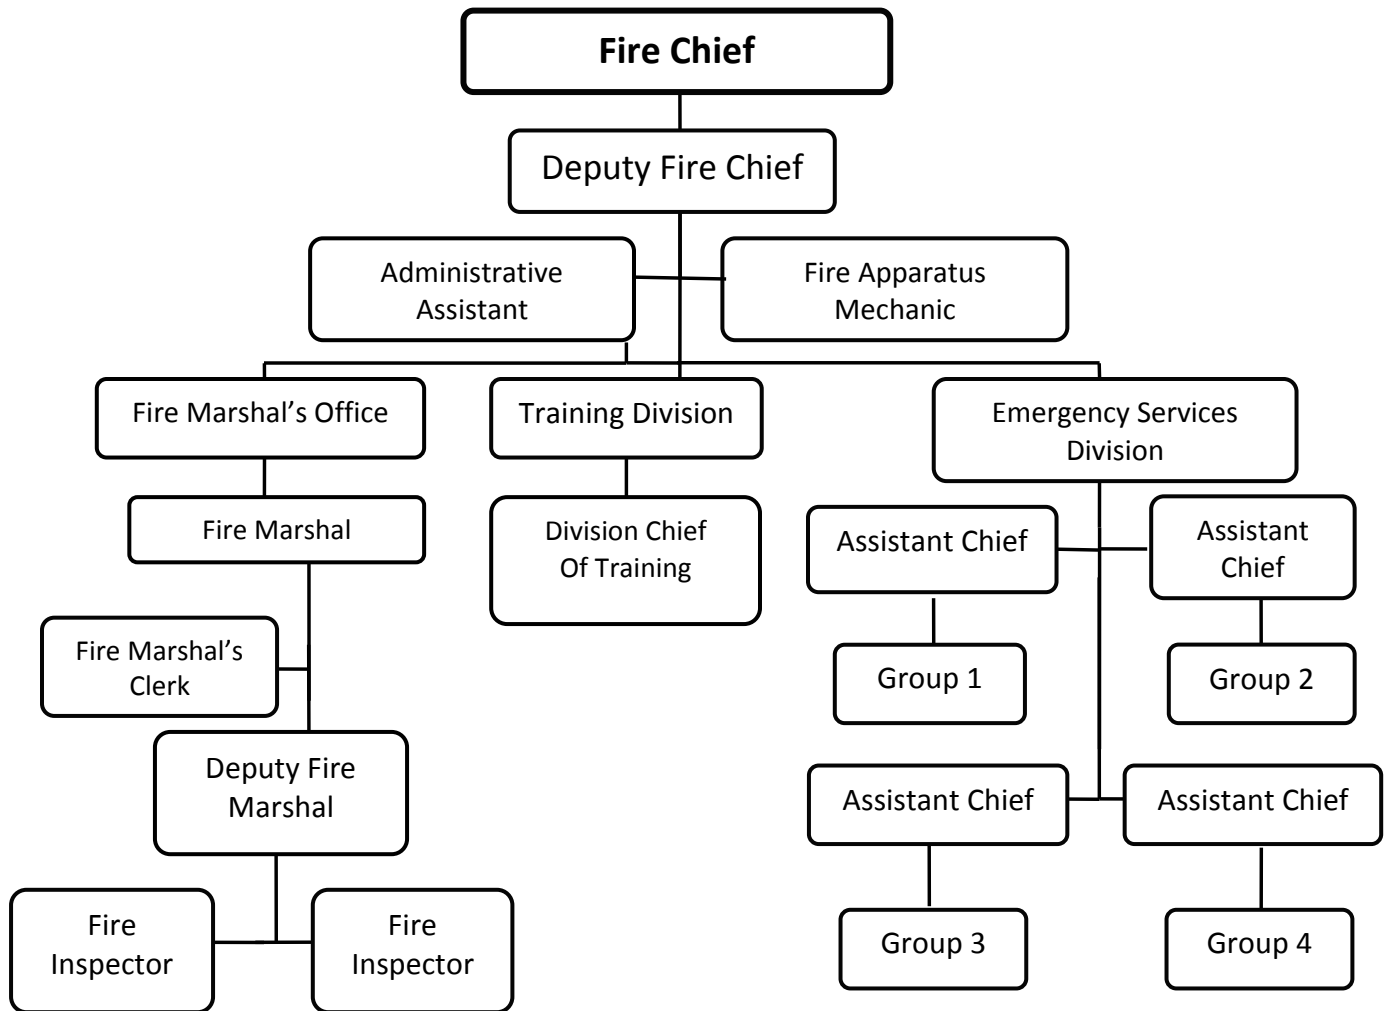 Fire Chief
Deputy Fire Chief
Administrative
Assistant
Fire Apparatus
Mechanic
Fire Marshal’s Office
Training Division
Emergency Services
Division
Fire Marshal
Division Chief
Of Training
Assistant Chief
Assistant
Chief
Fire Marshal’s
Clerk
Group 1
Group 2
Deputy Fire
Marshal
Assistant Chief
Assistant Chief
Fire
Inspector
Fire
Inspector
Group 3
Group 4